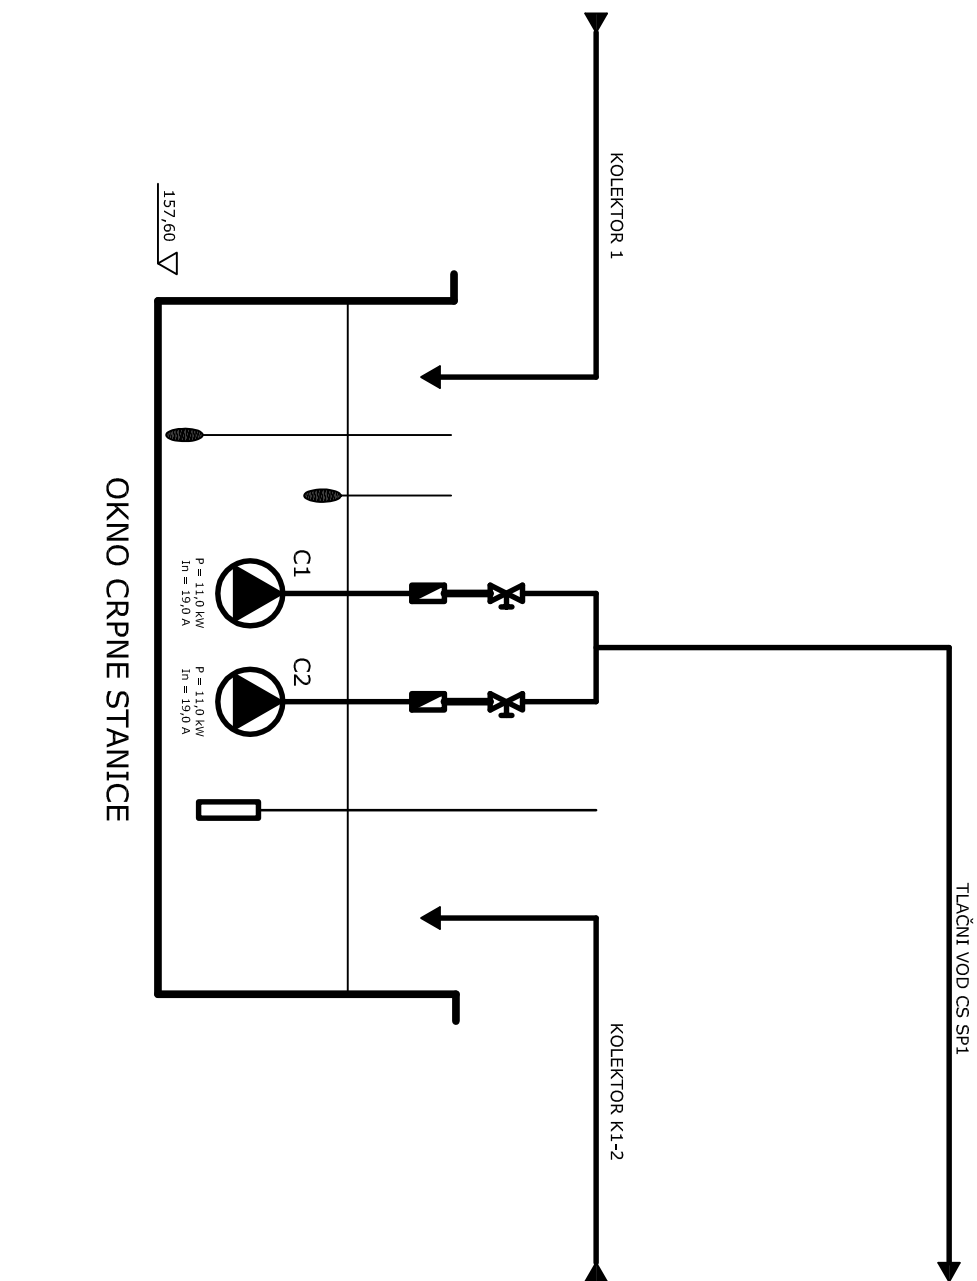 TLAČNI VOD CS SP1
KOLEKTOR 1
KOLEKTOR K1-2
C1
C2
P = 11,0 kW
In = 19,0 A
P = 11,0 kW
In = 19,0 A
157,60
OKNO CRPNE STANICE